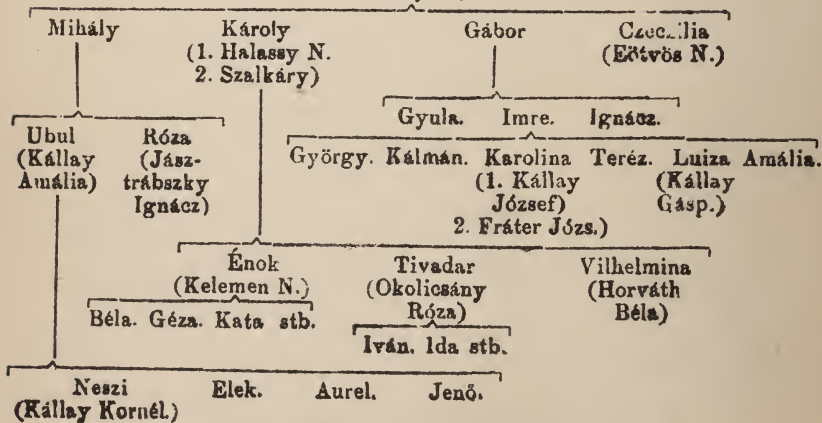 Mihály Károly Gábor Czeczilia
(1. Halassy N. (Eötvös N.)
2. Szalkáry)
Gyula. Imre. Ignácz.
Ubul Róza
(Kállay (Jász-
Amália) trábszky
Ignácz)
György. Kálmán. Karolina Teréz. Luiza Amália.
(1. Kállay (Kállay
József) Gásp.)
2. Fráter Józs.)
Énok Tivadar Vilhelmina
(Kelemen N.) (Okolicsány (Horváth
Róza) Béla)
Béla. Géza. Kata stb.
Iván. Ida stb.
Neszi Elek. Aurel. Jenő.
(Kállay Kornél.)